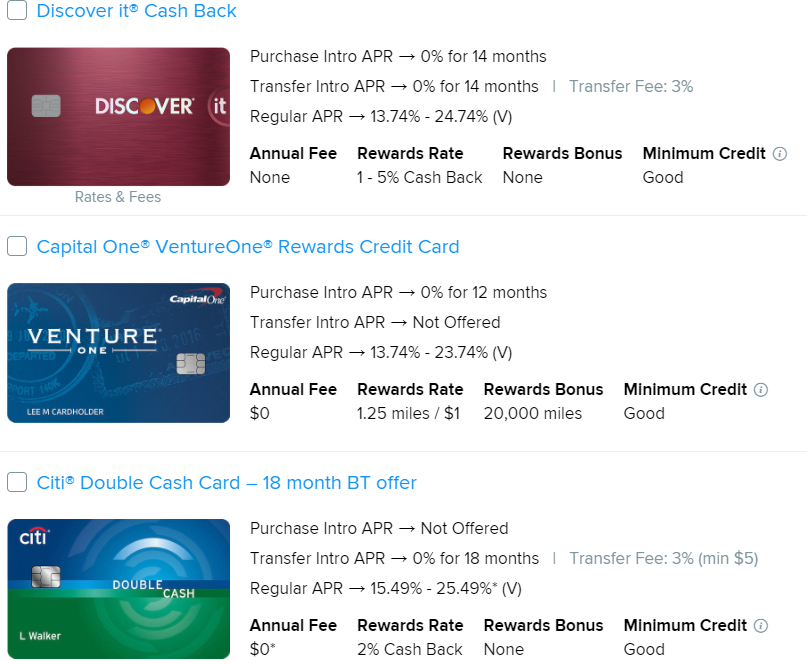 Discover it® Cash Back
Purchase Intro APR → 0% for 14 months
Transfer Intro APR → 0% for 14 months | Transfer Fee: 3%
Regular APR → 13.74% - 24.74% (V)
DISCOVER® it
Annual Fee Rewards Rate Rewards Bonus Minimum Credit
None 1 - 5% Cash Back None Good
Rates & Fees
Capital One® VentureOne® Rewards Credit Card
Purchase Intro APR → 0% for 12 months
Transfer Intro APR → Not Offered
Regular APR → 13.74% - 23.74% (V)
CapitalOne®
VENTURE®
ONE
DEPARTED
2016
LEE M CARDHOLDER
Annual Fee Rewards Rate Rewards Bonus Minimum Credit
$0 1.25 miles / $1 20,000 miles Good
Citi® Double Cash Card – 18 month BT offer
Purchase Intro APR → Not Offered
Transfer Intro APR → 0% for 18 months | Transfer Fee: 3% (min $5)
Regular APR → 15.49% - 25.49%* (V)
citi®
DOUBLE
CASH
L Walker
Annual Fee Rewards Rate Rewards Bonus Minimum Credit
$0* 2% Cash Back None Good